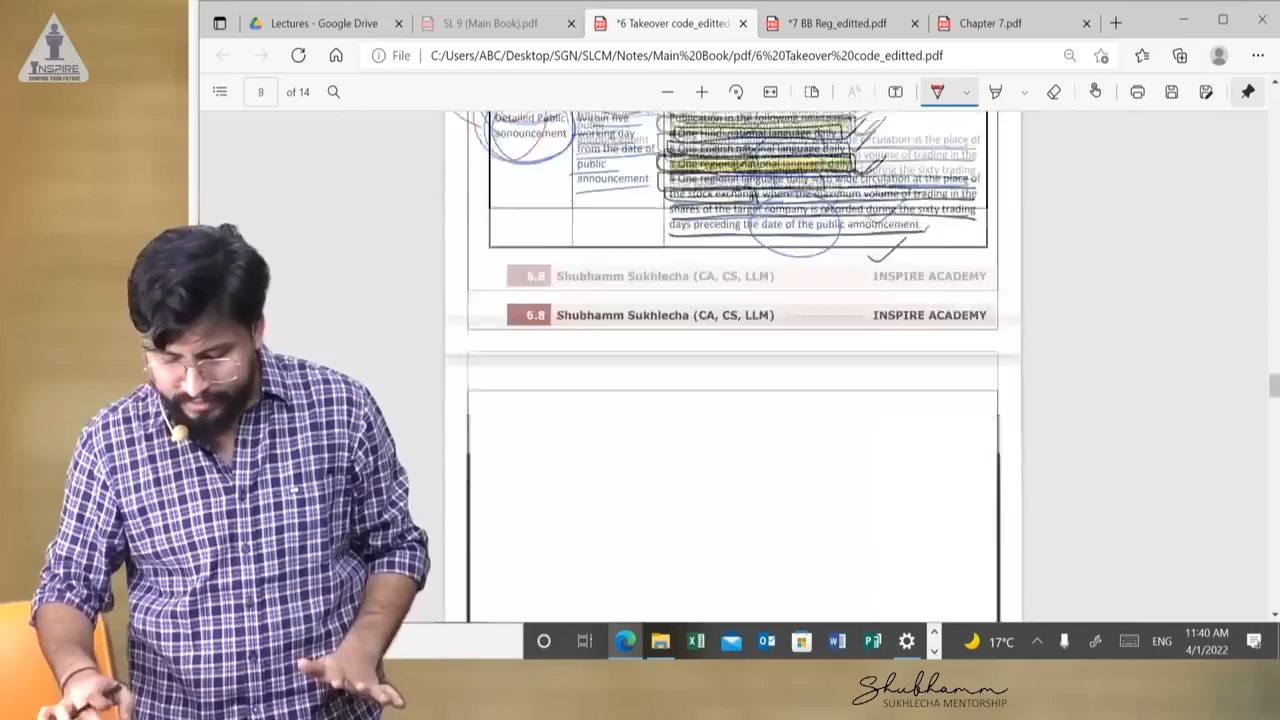 Lectures - Google Drive
SL 9 (Main Book).pdf
*6 Takeover code_editted.
*7 BB Reg_editted.pdf
Chapter 7.pdf
File
C:/Users/ABC/Desktop/SGN/SLCM/Notes/Main%20Book/pdf/6%20Takeover%20code_editted.pdf
8
of 14
INSPIRE
SHAPING YOUR FUTURE
Detailed Public announcement
Within five working day from the date of public announcement
Publication in the following
One Hindi national language daily
One English national language daily
One regional language daily with wide circulation at the place of
the stock exchange where the maximum volume of trading in the
shares of the target company is recorded during the sixty trading
days preceding the date of the public announcement.
6.8 Shubhamm Sukhlecha (CA, CS, LLM) INSPIRE ACADEMY
6.8 Shubhamm Sukhlecha (CA, CS, LLM) INSPIRE ACADEMY
17°C
ENG
11:40 AM
4/1/2022
Shubhamm
SUKHLECHA MENTORSHIP